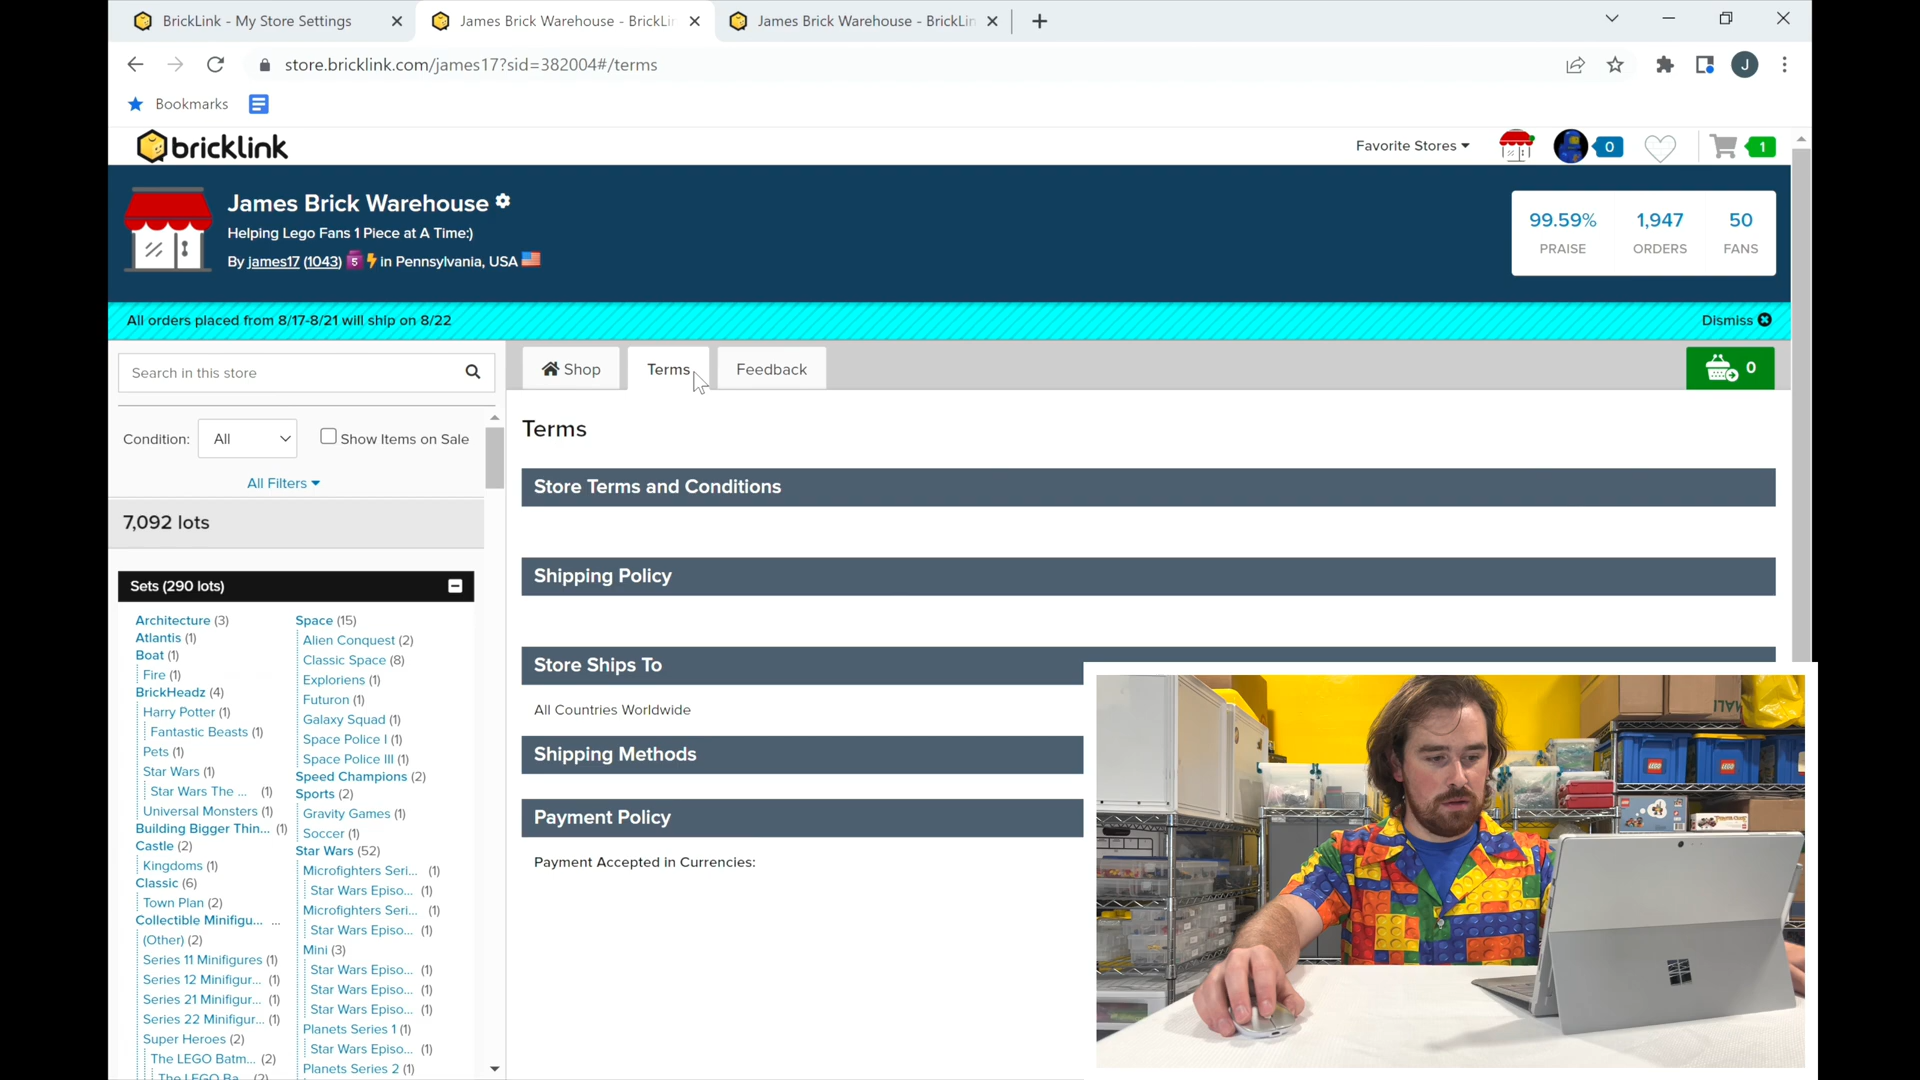 BrickLink - My Store Settings
James Brick Warehouse - BrickLin
James Brick Warehouse - BrickLin
store.bricklink.com/james17?sid=382004#/terms
J
Bookmarks
bricklink
Favorite Stores
0
1
James Brick Warehouse
Helping Lego Fans 1 Piece at A Time:)
By james17 (1043) 5 in Pennsylvania, USA
99.59%
PRAISE
1,947
ORDERS
50
FANS
All orders placed from 8/17-8/21 will ship on 8/22
Dismiss
Search in this store
Shop
Terms
Feedback
0
Condition: All
Show Items on Sale
All Filters
7,092 lots
Sets (290 lots)
Architecture (3)
Atlantis (1)
Boat (1)
Fire (1)
BrickHeadz (4)
Harry Potter (1)
Fantastic Beasts (1)
Pets (1)
Star Wars (1)
Star Wars The ... (1)
Universal Monsters (1)
Building Bigger Thin... (1)
Castle (2)
Kingdoms (1)
Classic (6)
Town Plan (2)
Collectible Minifigu... ...
(Other) (2)
Series 11 Minifigures (1)
Series 12 Minifigur... (1)
Series 21 Minifigur... (1)
Series 22 Minifigur... (1)
Super Heroes (2)
The LEGO Batm... (2)
The LEGO Ba... (2)
Space (15)
Alien Conquest (2)
Classic Space (8)
Exploriens (1)
Futuron (1)
Galaxy Squad (1)
Space Police I (1)
Space Police III (1)
Speed Champions (2)
Sports (2)
Gravity Games (1)
Soccer (1)
Star Wars (52)
Microfighters Seri... (1)
Star Wars Episo... (1)
Microfighters Seri... (1)
Star Wars Episo... (1)
Mini (3)
Star Wars Episo... (1)
Star Wars Episo... (1)
Star Wars Episo... (1)
Planets Series 1 (1)
Star Wars Episo... (1)
Planets Series 2 (1)
Terms
Store Terms and Conditions
Shipping Policy
Store Ships To
All Countries Worldwide
Shipping Methods
Payment Policy
Payment Accepted in Currencies:
LEGO
LEGO